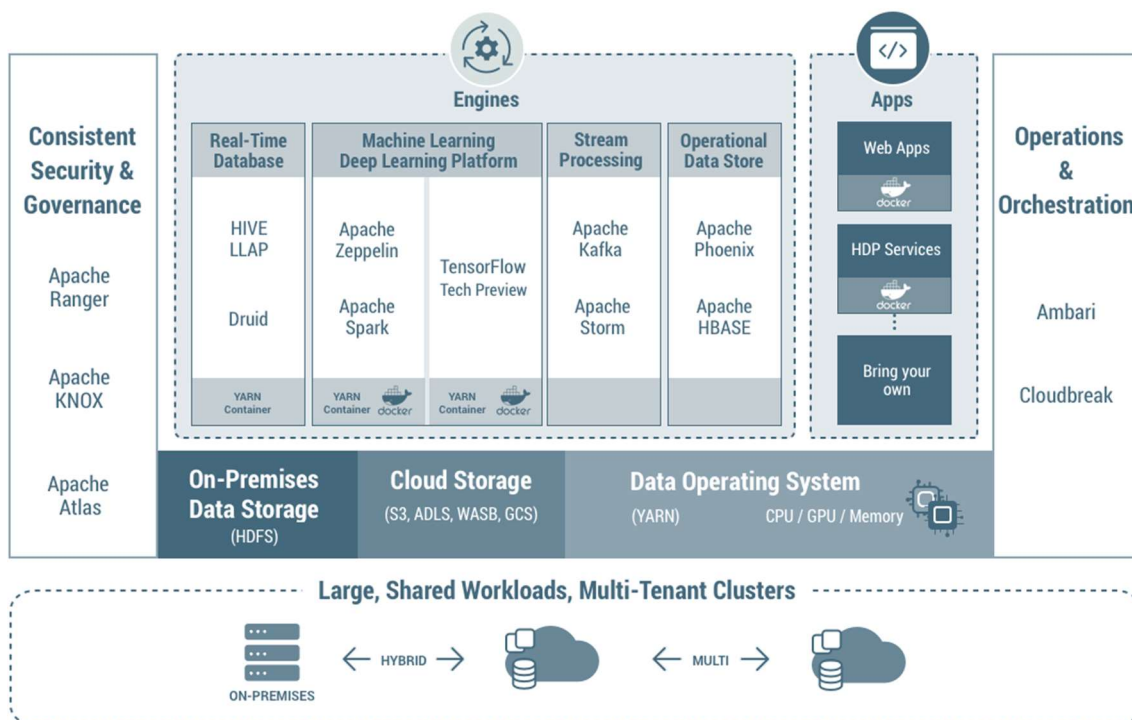 Consistent
Security &
Governance
Apache
Ranger
Apache
KNOX
Apache
Atlas
Engines
Real-Time
Database
HIVE
LLAP
Druid
YARN
Container
Machine Learning
Deep Learning Platform
Apache
Zeppelin
Apache
Spark
YARN
Container
docker
TensorFlow
Tech Preview
YARN
Container
docker
Stream
Processing
Apache
Kafka
Apache
Storm
Operational
Data Store
Apache
Phoenix
Apache
HBASE
</>
Apps
Web Apps
docker
HDP Services
docker
Bring your
own
Operations
&
Orchestration
Ambari
Cloudbreak
On-Premises
Data Storage
(HDFS)
Cloud Storage
(S3, ADLS, WASB, GCS)
Data Operating System
(YARN) CPU / GPU / Memory
Large, Shared Workloads, Multi-Tenant Clusters
ON-PREMISES
HYBRID
MULTI